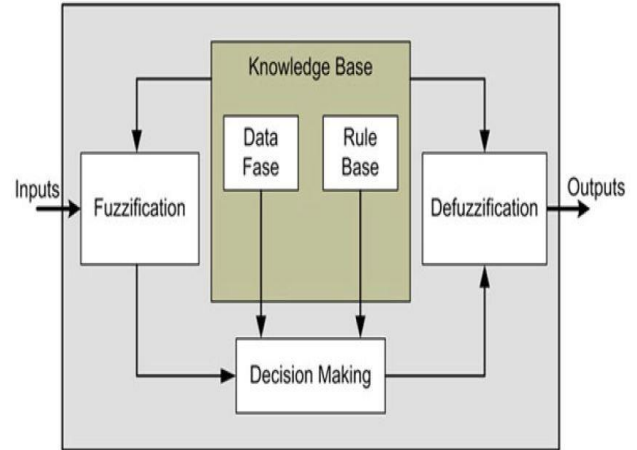 Knowledge Base
Data
Fase
Rule
Base
Inputs
Fuzzification
Defuzzification
Outputs
Decision Making